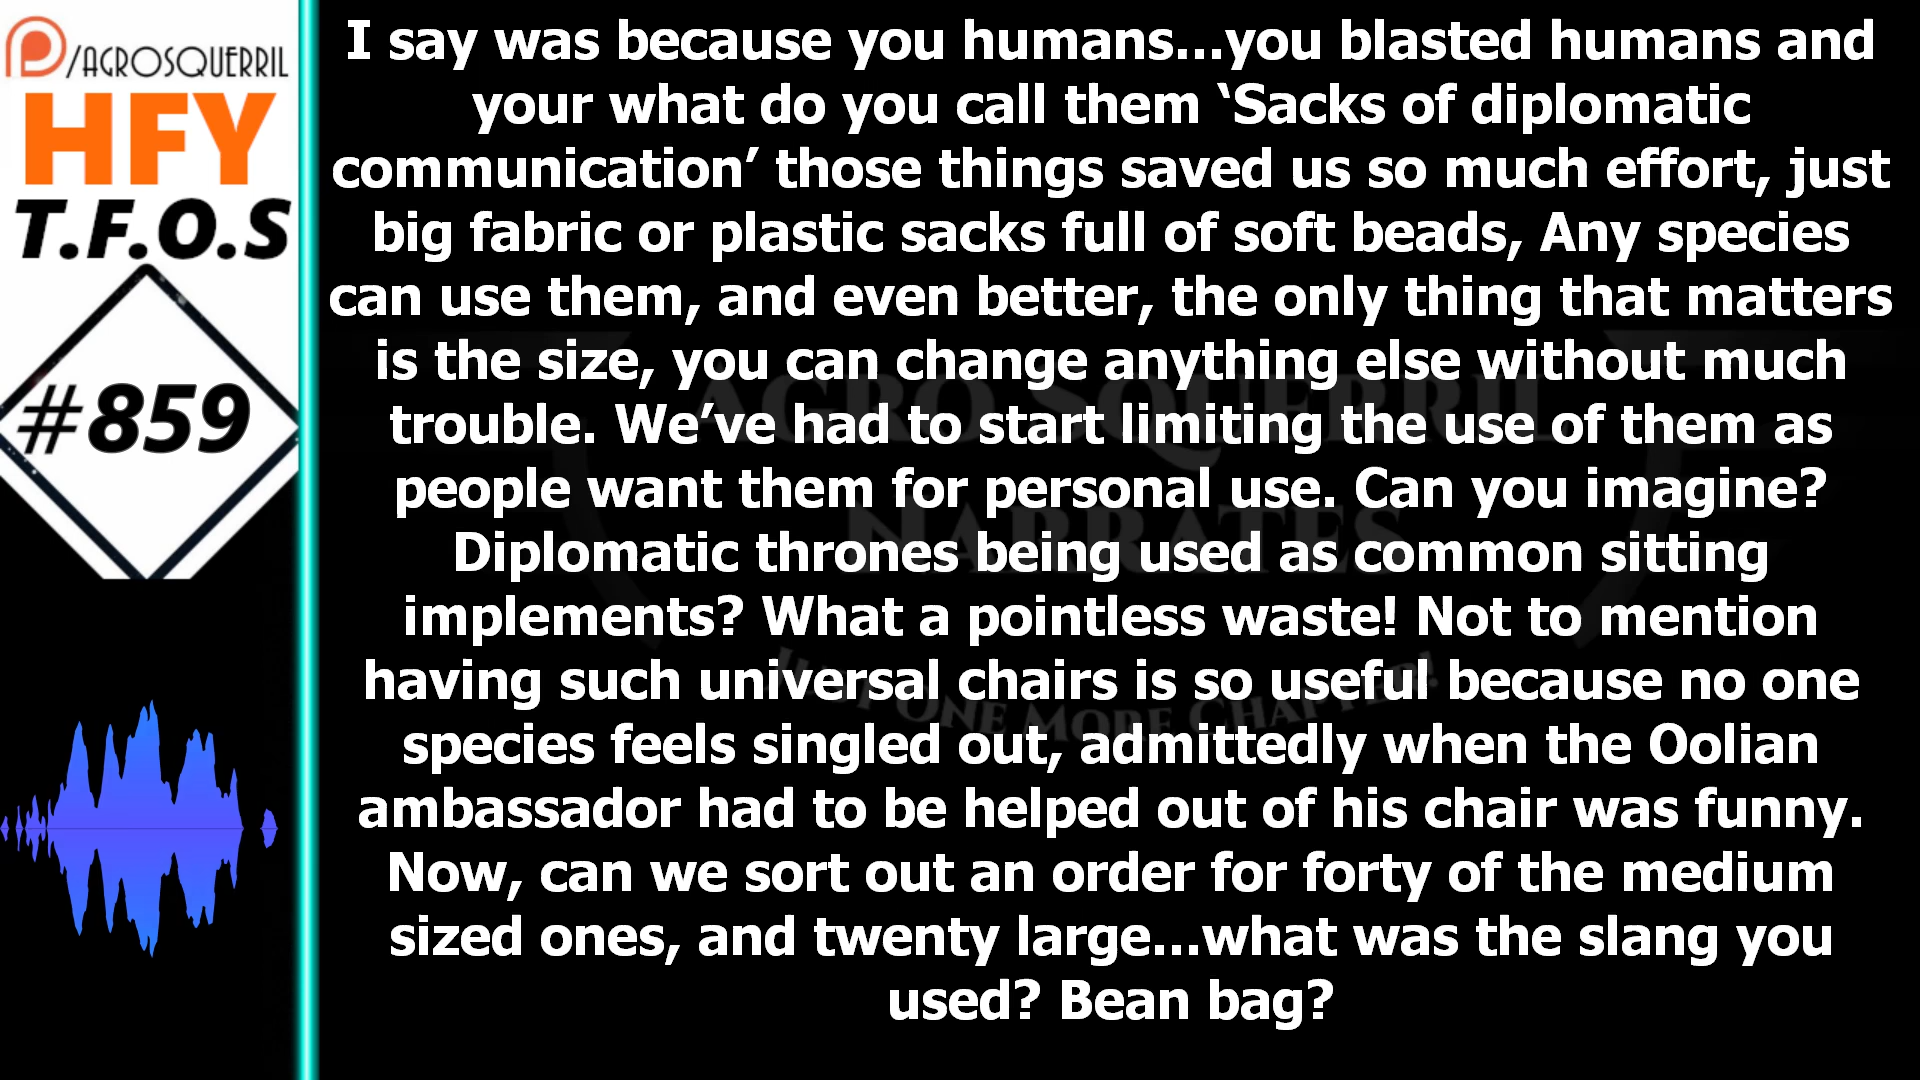 /AGROSQUERRIL
HFY
T.F.O.S
#859
I say was because you humans...you blasted humans and
your what do you call them ‘Sacks of diplomatic
communication’ those things saved us so much effort, just
big fabric or plastic sacks full of soft beads, Any species
can use them, and even better, the only thing that matters
is the size, you can change anything else without much
trouble. We’ve had to start limiting the use of them as
people want them for personal use. Can you imagine?
Diplomatic thrones being used as common sitting
implements? What a pointless waste! Not to mention
having such universal chairs is so useful because no one
species feels singled out, admittedly when the Oolian
ambassador had to be helped out of his chair was funny.
Now, can we sort out an order for forty of the medium
sized ones, and twenty large...what was the slang you
used? Bean bag?
AGRO SQUERRIL
NARRATES
JUST ONE MORE CHAPTER!